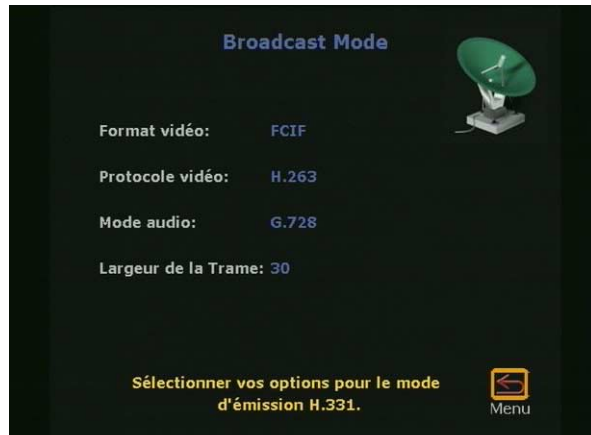 Broadcast Mode
Format vidéo: FCIF
Protocole vidéo: H.263
Mode audio: G.728
Largeur de la Trame: 30
Sélectionner vos options pour le mode
d'émission H.331.
Menu